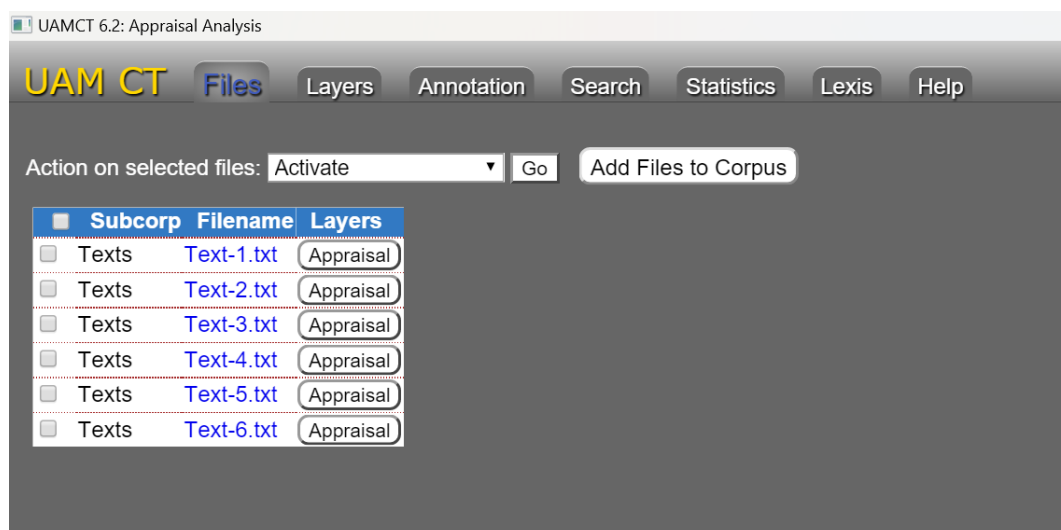 UAMCT 6.2: Appraisal Analysis
UAM CT Files Layers Annotation Search Statistics Lexis Help
Action on selected files: Activate Go Add Files to Corpus
Subcorp Filename Layers
Texts Text-1.txt Appraisal
Texts Text-2.txt Appraisal
Texts Text-3.txt Appraisal
Texts Text-4.txt Appraisal
Texts Text-5.txt Appraisal
Texts Text-6.txt Appraisal